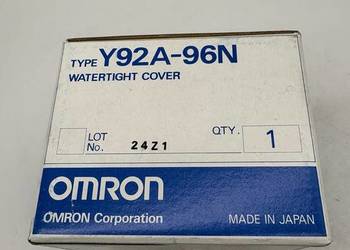 TYPE Y92A-96N
WATERTIGHT COVER
LOT No. 24Z1 QTY. 1
OMRON
OMRON Corporation MADE IN JAPAN